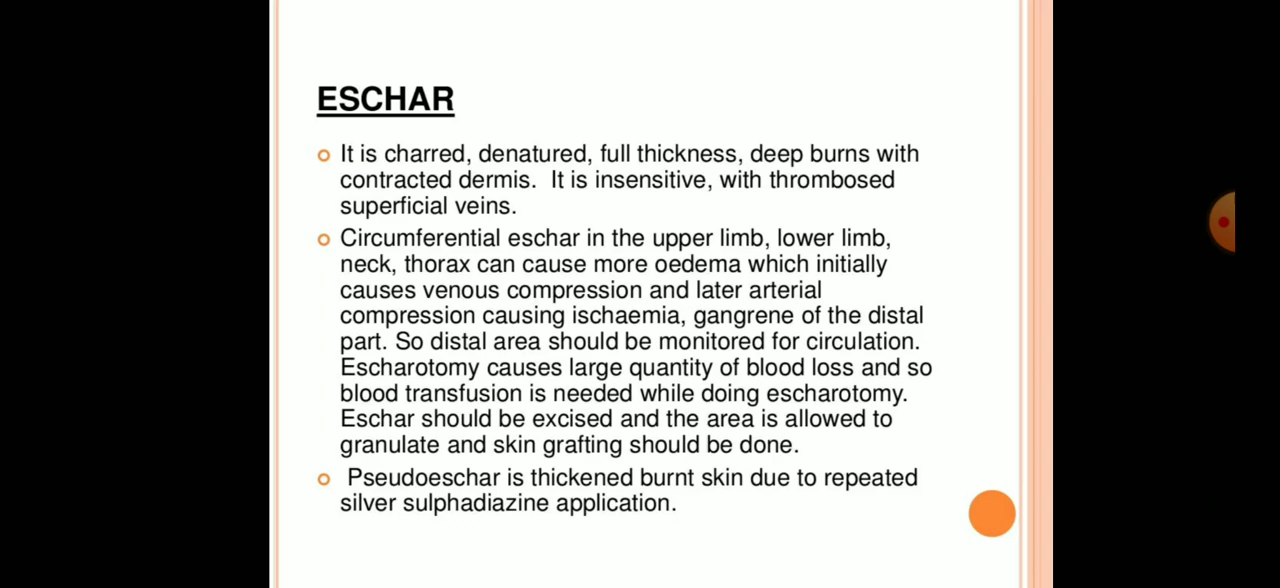 ESCHAR
It is charred, denatured, full thickness, deep burns with
contracted dermis. It is insensitive, with thrombosed
superficial veins.
Circumferential eschar in the upper limb, lower limb,
neck, thorax can cause more oedema which initially
causes venous compression and later arterial
compression causing ischaemia, gangrene of the distal
part. So distal area should be monitored for circulation.
Escharotomy causes large quantity of blood loss and so
blood transfusion is needed while doing escharotomy.
Eschar should be excised and the area is allowed to
granulate and skin grafting should be done.
Pseudoeschar is thickened burnt skin due to repeated
silver sulphadiazine application.